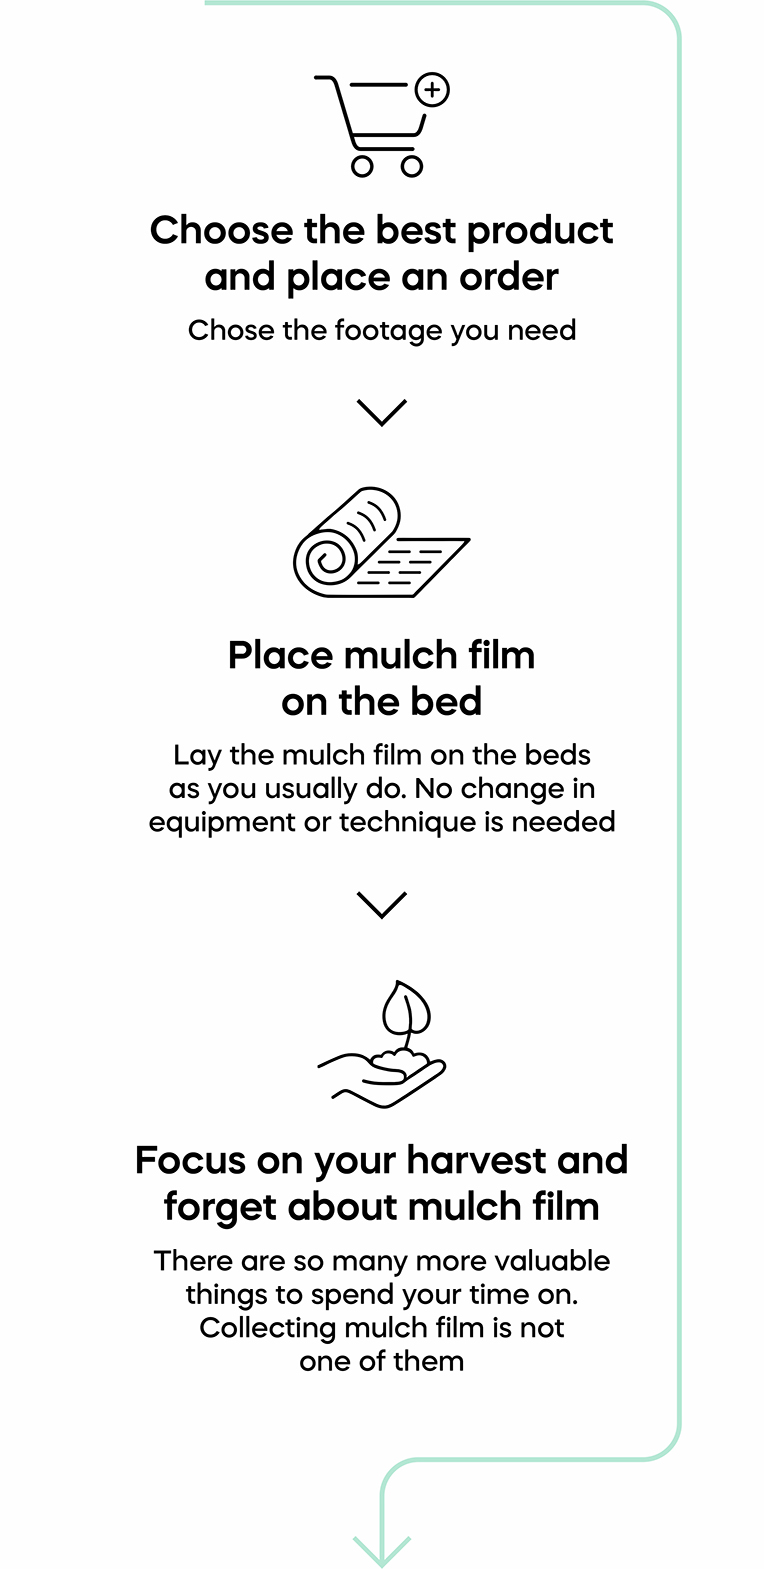 Choose the best product
and place an order
Chose the footage you need
Place mulch film
on the bed
Lay the mulch film on the beds
as you usually do. No change in
equipment or technique is needed
Focus on your harvest and
forget about mulch film
There are so many more valuable
things to spend your time on.
Collecting mulch film is not
one of them